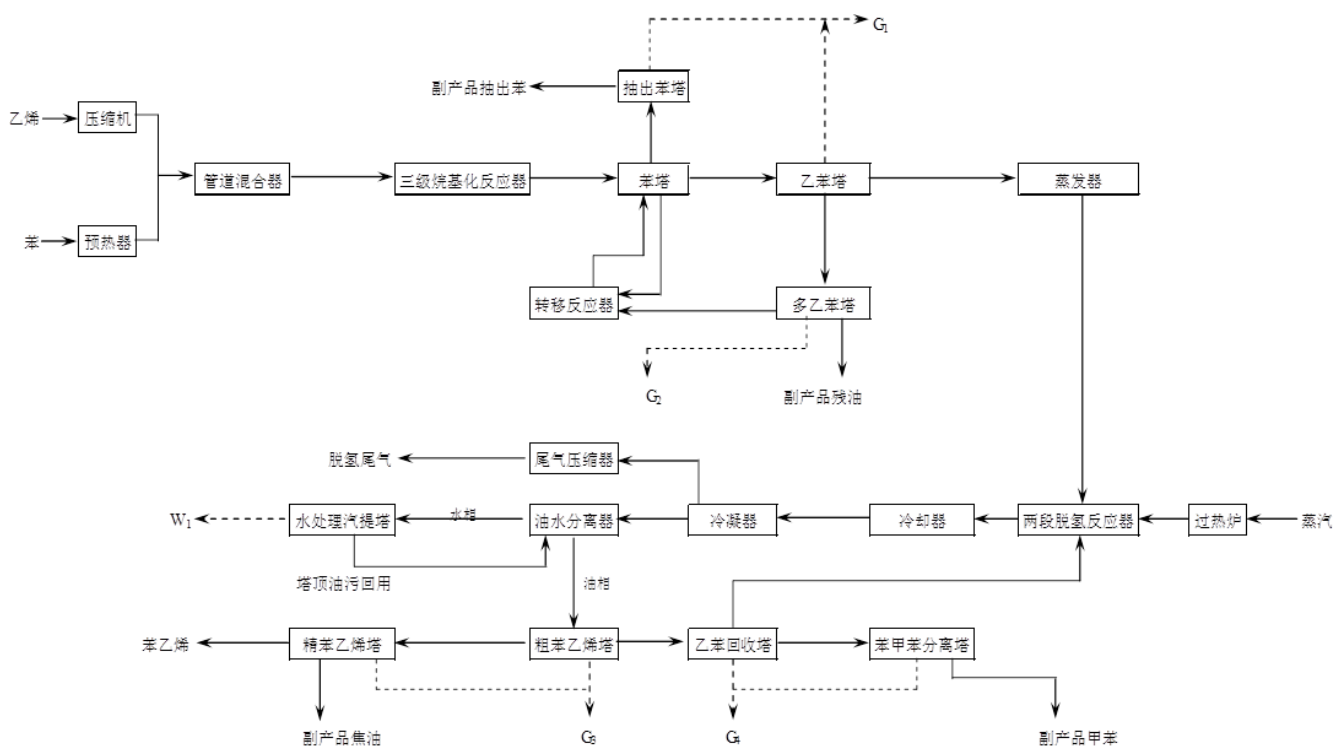 G₁
副产品抽出苯
抽出苯塔
乙烯
压缩机
管道混合器
三级烷基化反应器
苯塔
乙苯塔
蒸发器
苯
预热器
转移反应器
多乙苯塔
G₂
副产品残油
脱氢尾气
尾气压缩器
W₁
水处理汽提塔
水相
油水分离器
冷凝器
冷却器
两段脱氢反应器
过热炉
蒸汽
塔顶油污回用
油相
苯乙烯
精苯乙烯塔
粗苯乙烯塔
乙苯回收塔
苯甲苯分离塔
副产品焦油
G₃
G₄
副产品甲苯